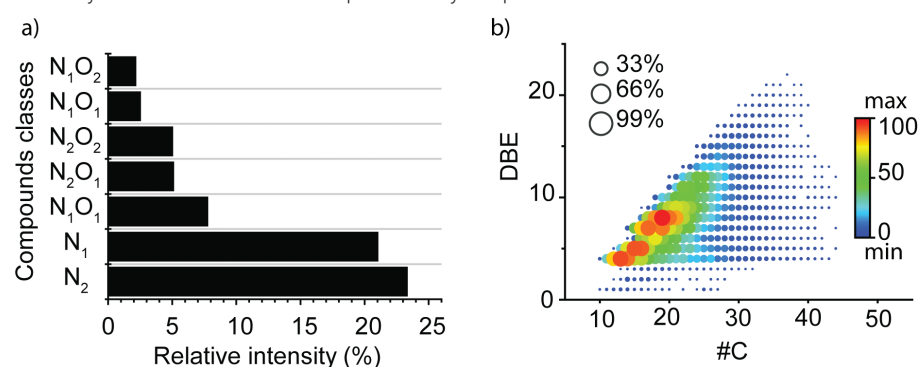 a)
Compounds classes
N₁O₂
N₁O₁
N₂O₂
N₂O₁
N₁O₁
N₁
N₂
0 5 10 15 20 25
Relative intensity (%)
b)
DBE
20
10
0
33%
66%
99%
max
100
50
0
min
10 20 30 40 50
#C